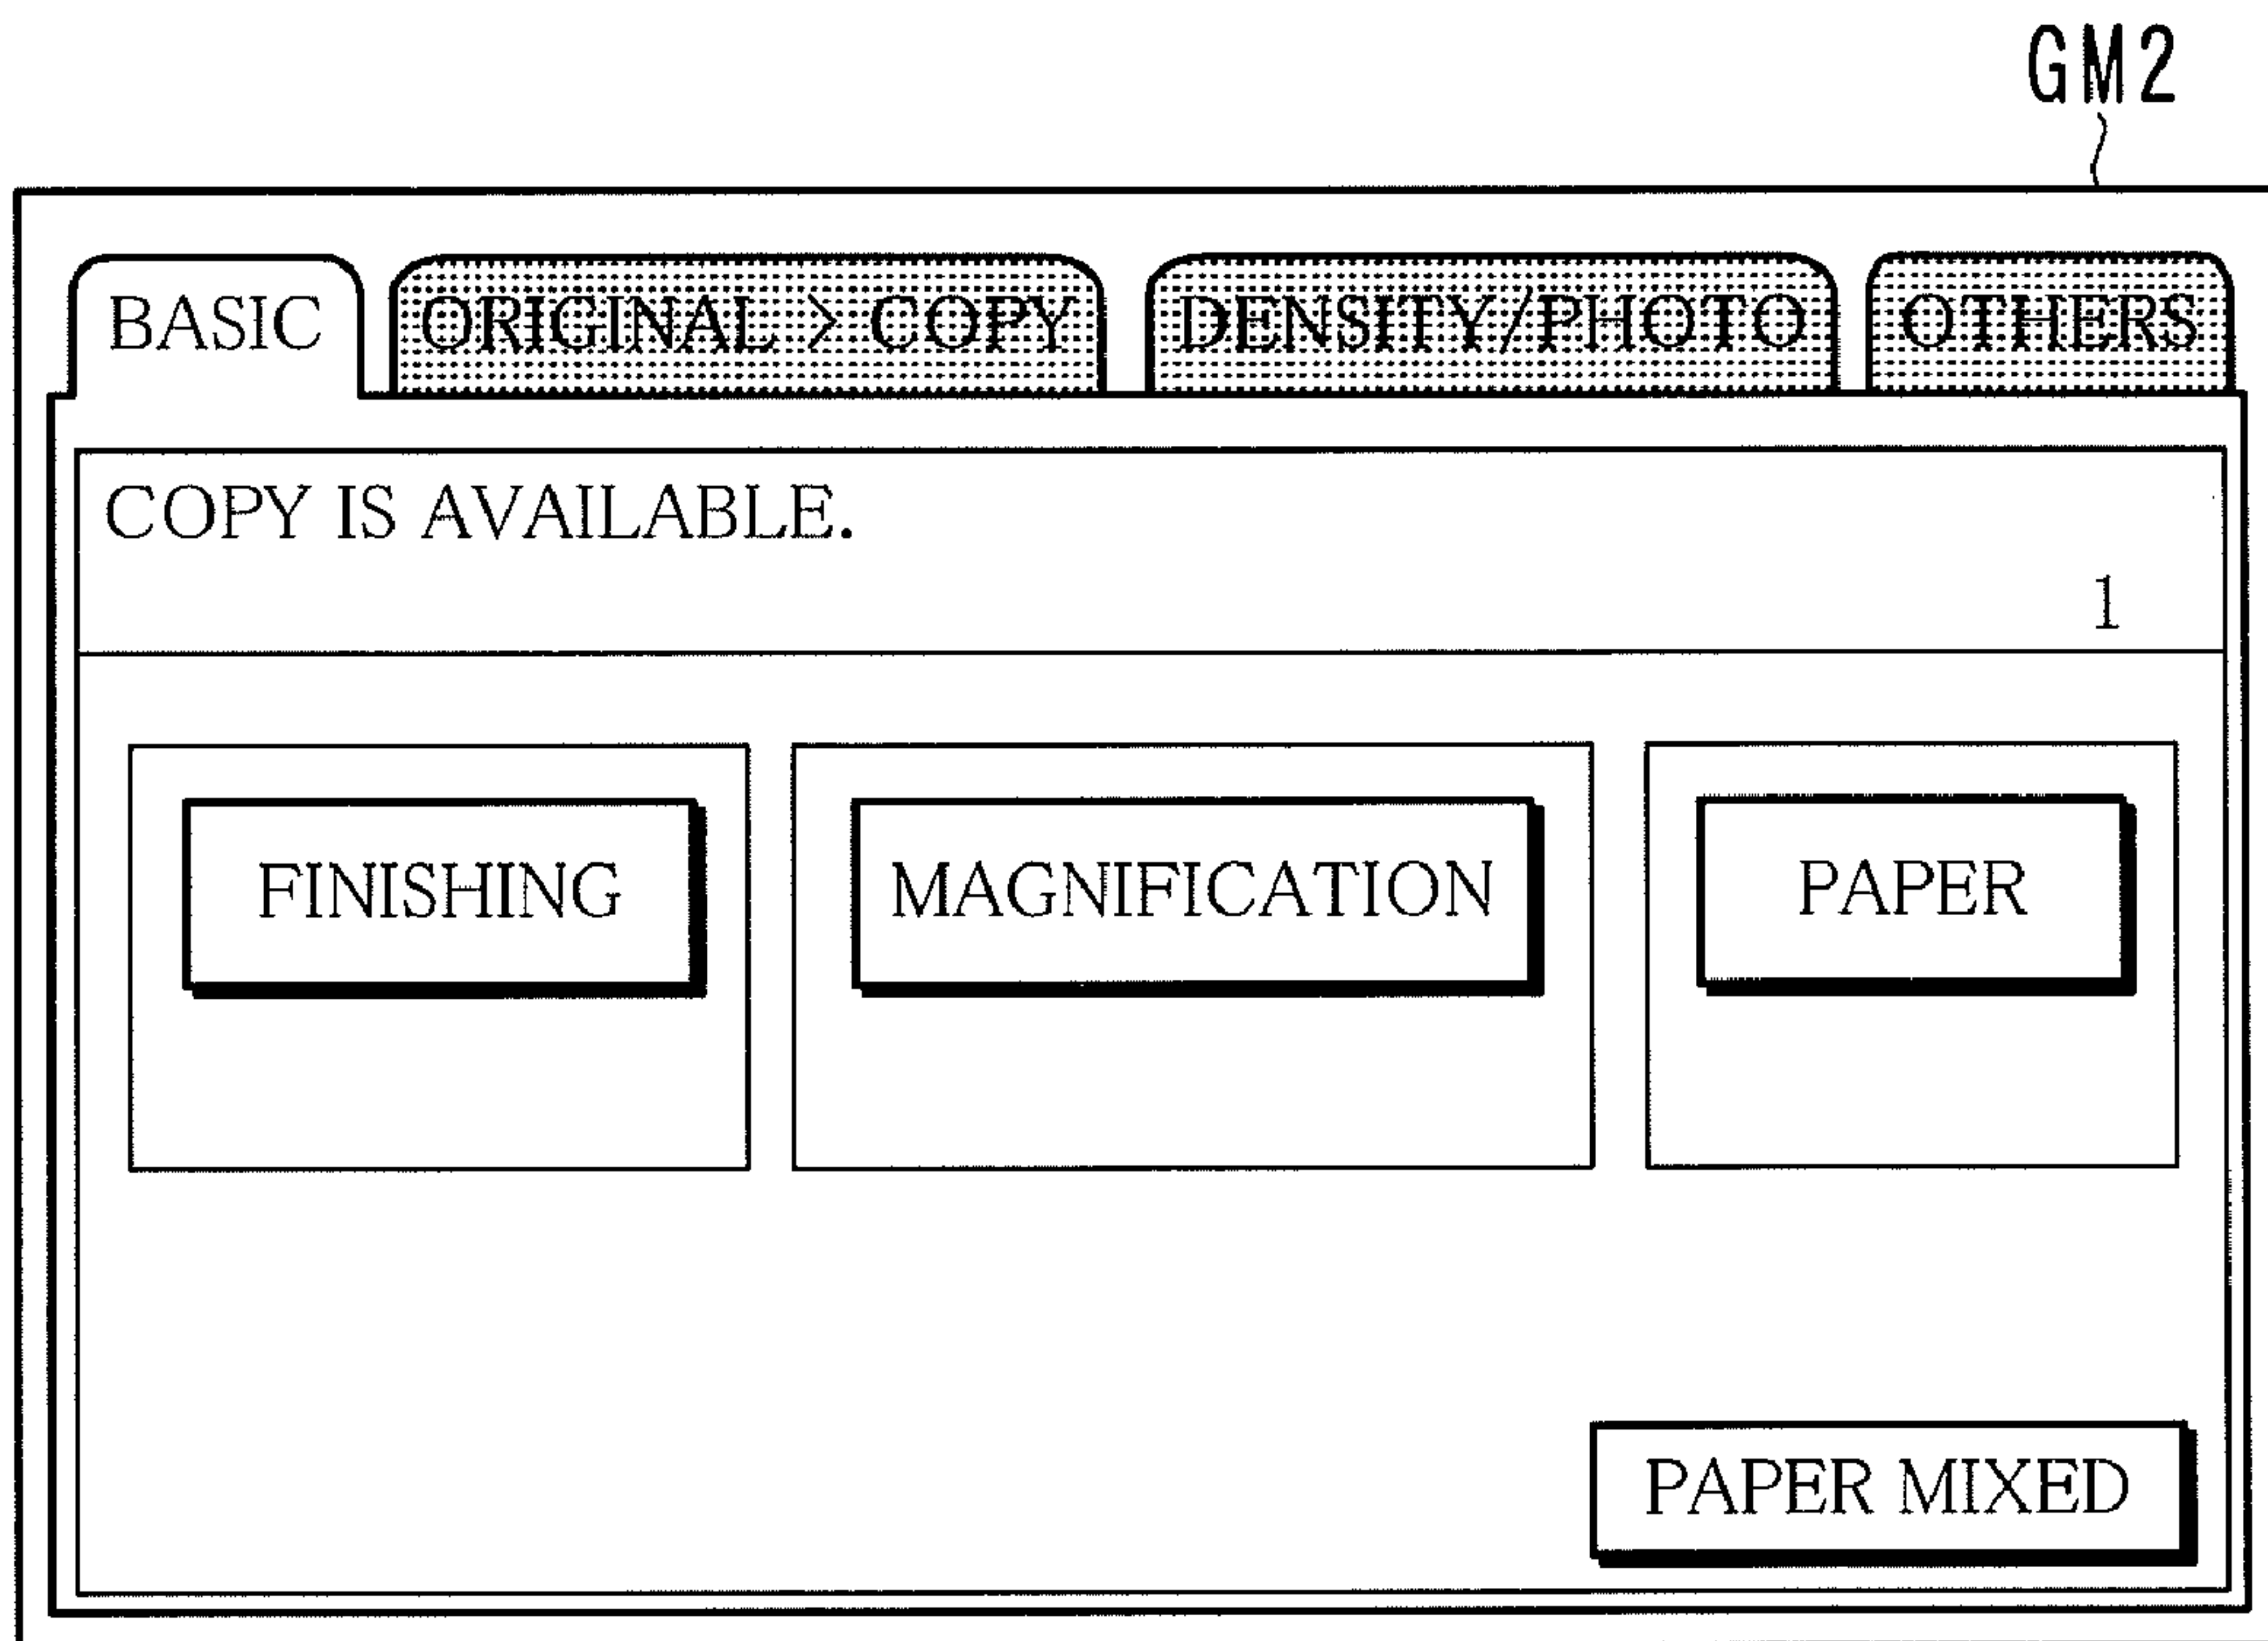 GM2
BASIC ORIGINAL > COPY DENSITY/PHOTO OTHERS
COPY IS AVAILABLE.
1
FINISHING MAGNIFICATION PAPER
PAPER MIXED